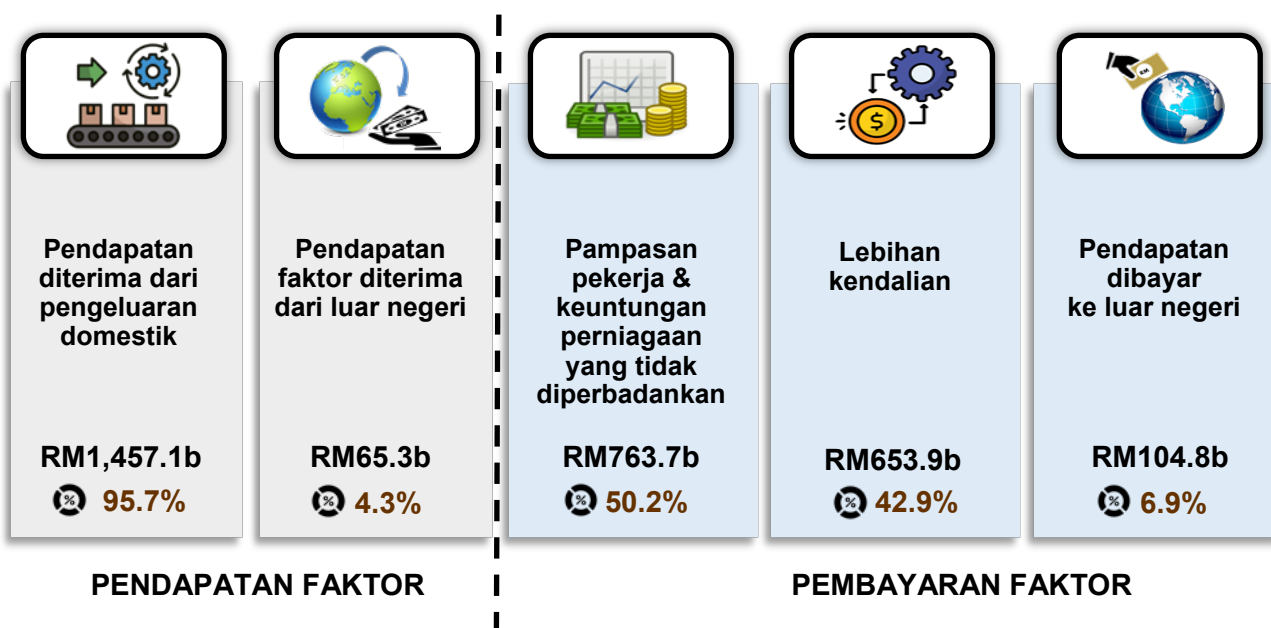 Pendapatan
diterima dari
pengeluaran
domestik
RM1,457.1b
% 95.7%
Pendapatan
faktor diterima
dari luar negeri
RM65.3b
% 4.3%
PENDAPATAN FAKTOR
Pampasan
pekerja &
keuntungan
perniagaan
yang tidak
diperbadankan
RM763.7b
% 50.2%
$
Lebihan
kendalian
RM653.9b
% 42.9%
RM
Pendapatan
dibayar
ke luar negeri
RM104.8b
% 6.9%
PEMBAYARAN FAKTOR